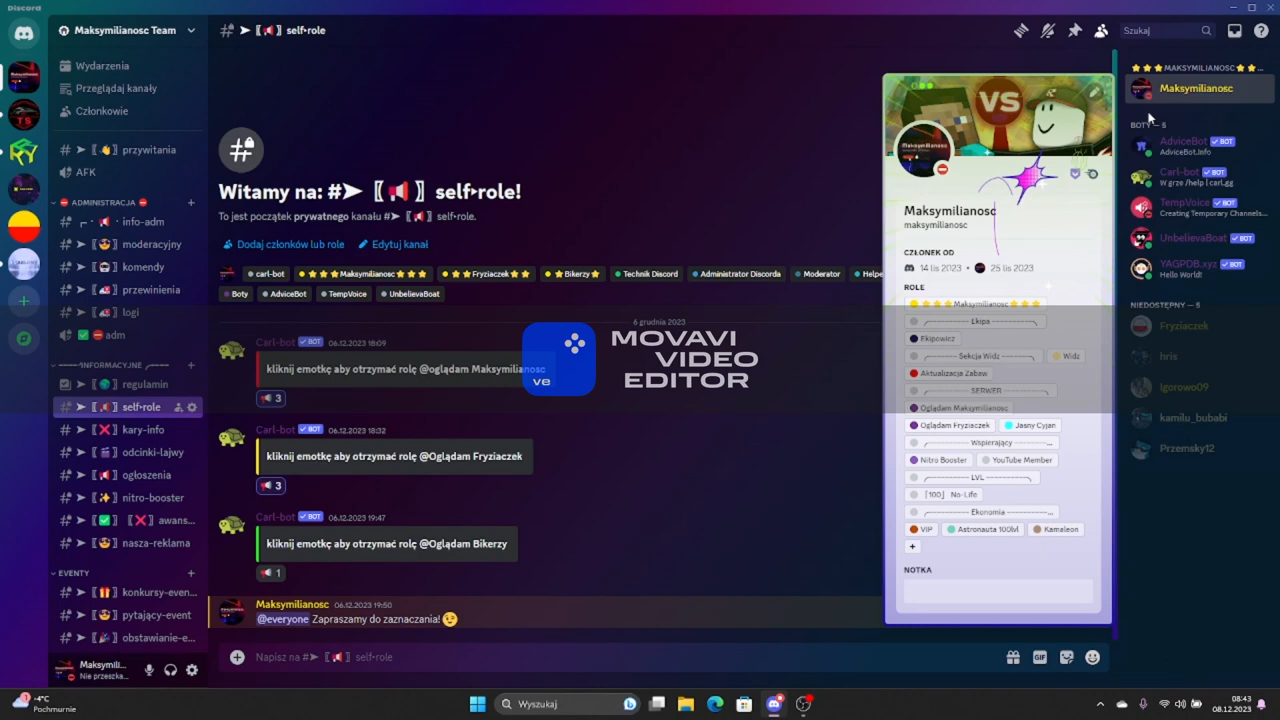 Discord
Maksymilianosc Team
Wydarzenia
Przeglądaj kanały
Członkowie
przywitania
AFK
ADMINISTRACJA
info-adm
moderacyjny
komendy
przewinienia
logi
adm
INFORMACYJNE
regulamin
self-role
kary-info
odcinki-lajwy
ogłoszenia
nitro-booster
awans...
nasza-reklama
EVENTY
konkursy-even...
pytający-event
obstawianie-e...
Maksymili...
Nie przeszka...
self-role
Szukaj
Witamy na: #➤【📢】self-role!
To jest początek prywatnego kanału #➤【📢】self-role.
Dodaj członków lub role
Edytuj kanał
carl-bot ⭐⭐⭐Maksymilianosc⭐⭐⭐ ⭐⭐Fryziaczek⭐⭐ ⭐Bikerzy⭐ Technik Discord Administrator Discorda Moderator Helpe
Boty AdviceBot TempVoice UnbelievaBoat
6 grudnia 2023
Carl-bot BOT 06.12.2023 18:09
kliknij emotkę aby otrzymać rolę @oglądam Maksymilianosc
3
Carl-bot BOT 06.12.2023 18:32
kliknij emotkę aby otrzymać rolę @Oglądam Fryziaczek
3
Carl-bot BOT 06.12.2023 19:47
kliknij emotkę aby otrzymać rolę @Oglądam Bikerzy
1
Maksymilianosc 06.12.2023 19:50
@everyone Zapraszamy do zaznaczania!😉
Napisz na #➤【📢】self-role
GIF
MOVAVI
VIDEO
EDITOR
ve
VS
Maksymilianosc
maksymilianosc
CZŁONEK OD
14 lis 2023 • 25 lis 2023
ROLE
⭐⭐⭐Maksymilianosc⭐⭐⭐
Ekipa
Ekipowicz
Sekcja Widz
Widz
Aktualizacja Zabaw
SERWER
Oglądam Maksymilianosc
Oglądam Fryziaczek
Jasny Cyjan
Wspierający
Nitro Booster
YouTube Member
LVL
[100] No-Life
Ekonomia
VIP
Astronauta 100lvl
Kamaleon
+
NOTKA
⭐⭐⭐MAKSYMILIANOSC⭐⭐...
Maksymilianosc
BOTY — 5
AdviceBot BOT
AdviceBot.Info
Carl-bot BOT
W grze /help | carl.gg
TempVoice BOT
Creating Temporary Channels...
UnbelievaBoat BOT
YAGPDB.xyz BOT
Hello World!
NIEDOSTĘPNY — 5
Fryziaczek
hris
Igorowo09
kamilu_bubabi
Przemsky12
-4°C
Pochmurnie
Wyszukaj
08:43
08.12.2023